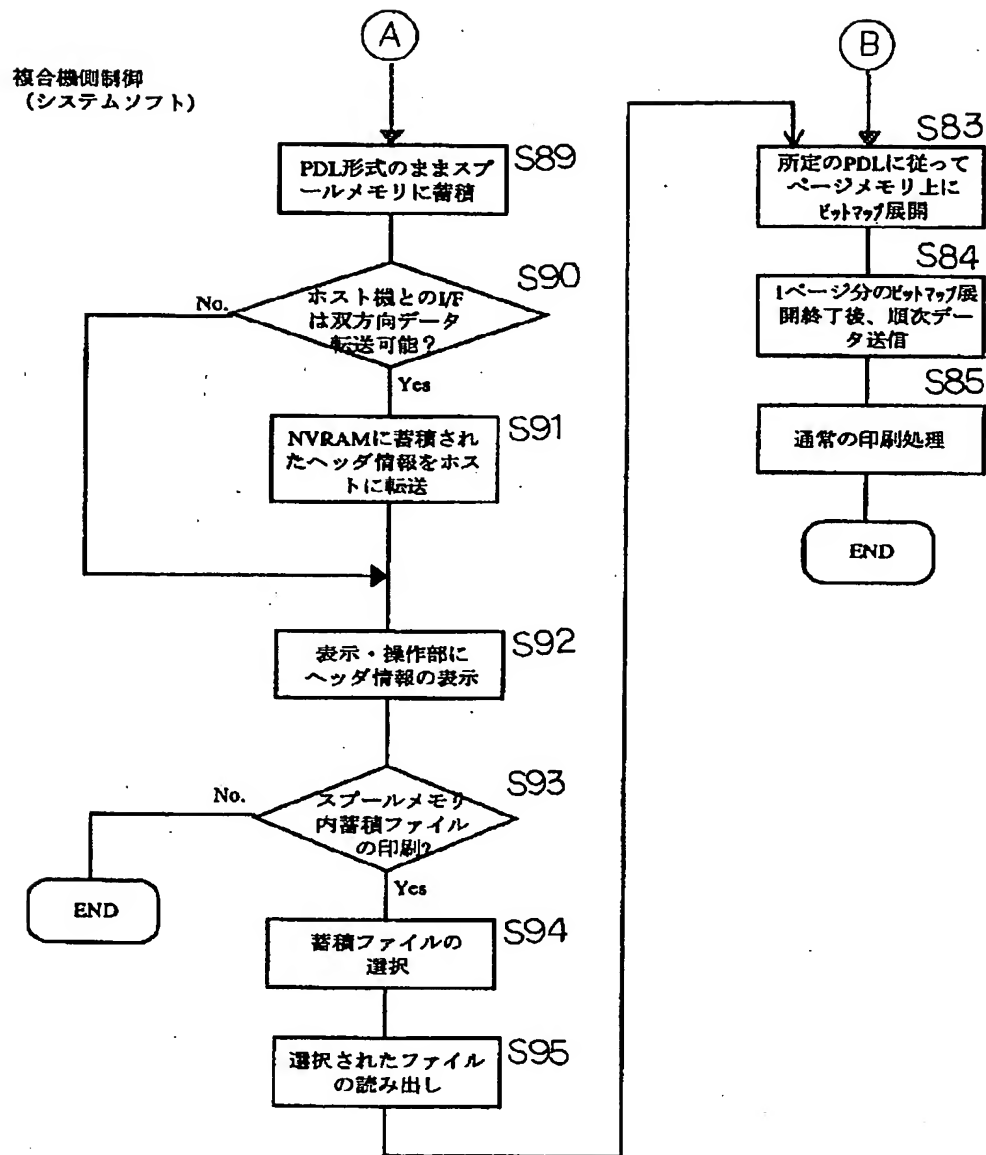 複合機側制御
（システムソフト）
A
PDL形式のままスプ
ールメモリに蓄積
S89
ホスト機とのI/F
は双方向データ
転送可能？
S90
No.
Yes
NVRAMに蓄積され
たヘッダ情報をホス
トに転送
S91
表示・操作部に
ヘッダ情報の表示
S92
スプールメモリ
内蓄積ファイル
の印刷？
S93
No.
END
Yes
蓄積ファイルの
選択
S94
選択されたファイル
の読み出し
S95
B
所定のPDLに従って
ページメモリ上に
ビットマップ展開
S83
1ページ分のビットマップ展
開終了後、順次デー
タ送信
S84
通常の印刷処理
S85
END